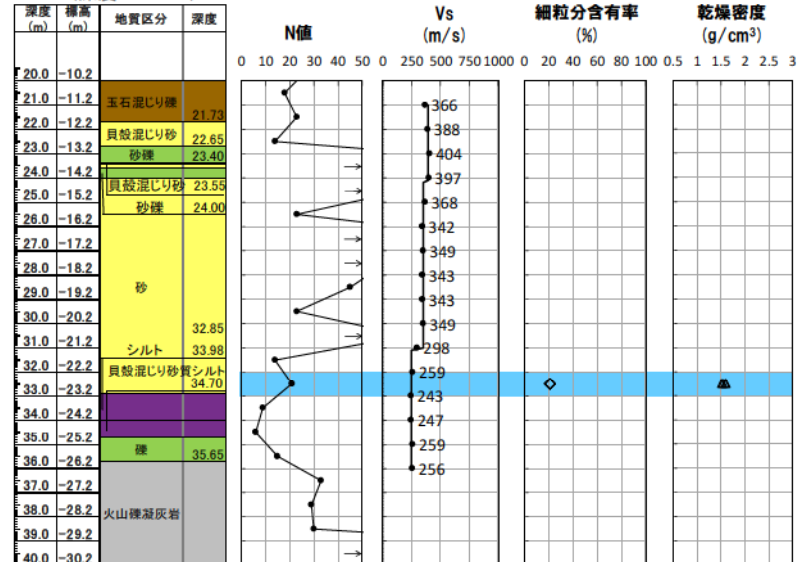 深度 標高 地質区分 深度
(m) (m)
N値
Vs
(m/s)
細粒分含有率
(%)
乾燥密度
(g/cm³)
0 10 20 30 40 50
0 250 500 750 1000
0 20 40 60 80 100
0.5 1 1.5 2 2.5 3
20.0 -10.2
21.0 -11.2
22.0 -12.2
23.0 -13.2
24.0 -14.2
25.0 -15.2
26.0 -16.2
27.0 -17.2
28.0 -18.2
29.0 -19.2
30.0 -20.2
31.0 -21.2
32.0 -22.2
33.0 -23.2
34.0 -24.2
35.0 -25.2
36.0 -26.2
37.0 -27.2
38.0 -28.2
39.0 -29.2
40.0 -30.2
玉石混じり礫 21.73
貝殻混じり砂 22.65
砂礫 23.40
貝殻混じり砂 23.55
砂礫 24.00
砂 32.85
シルト 33.98
貝殻混じり砂質シルト
34.70
礫 35.65
火山礫凝灰岩
366
388
404
397
368
342
349
343
343
349
298
259
243
247
259
256